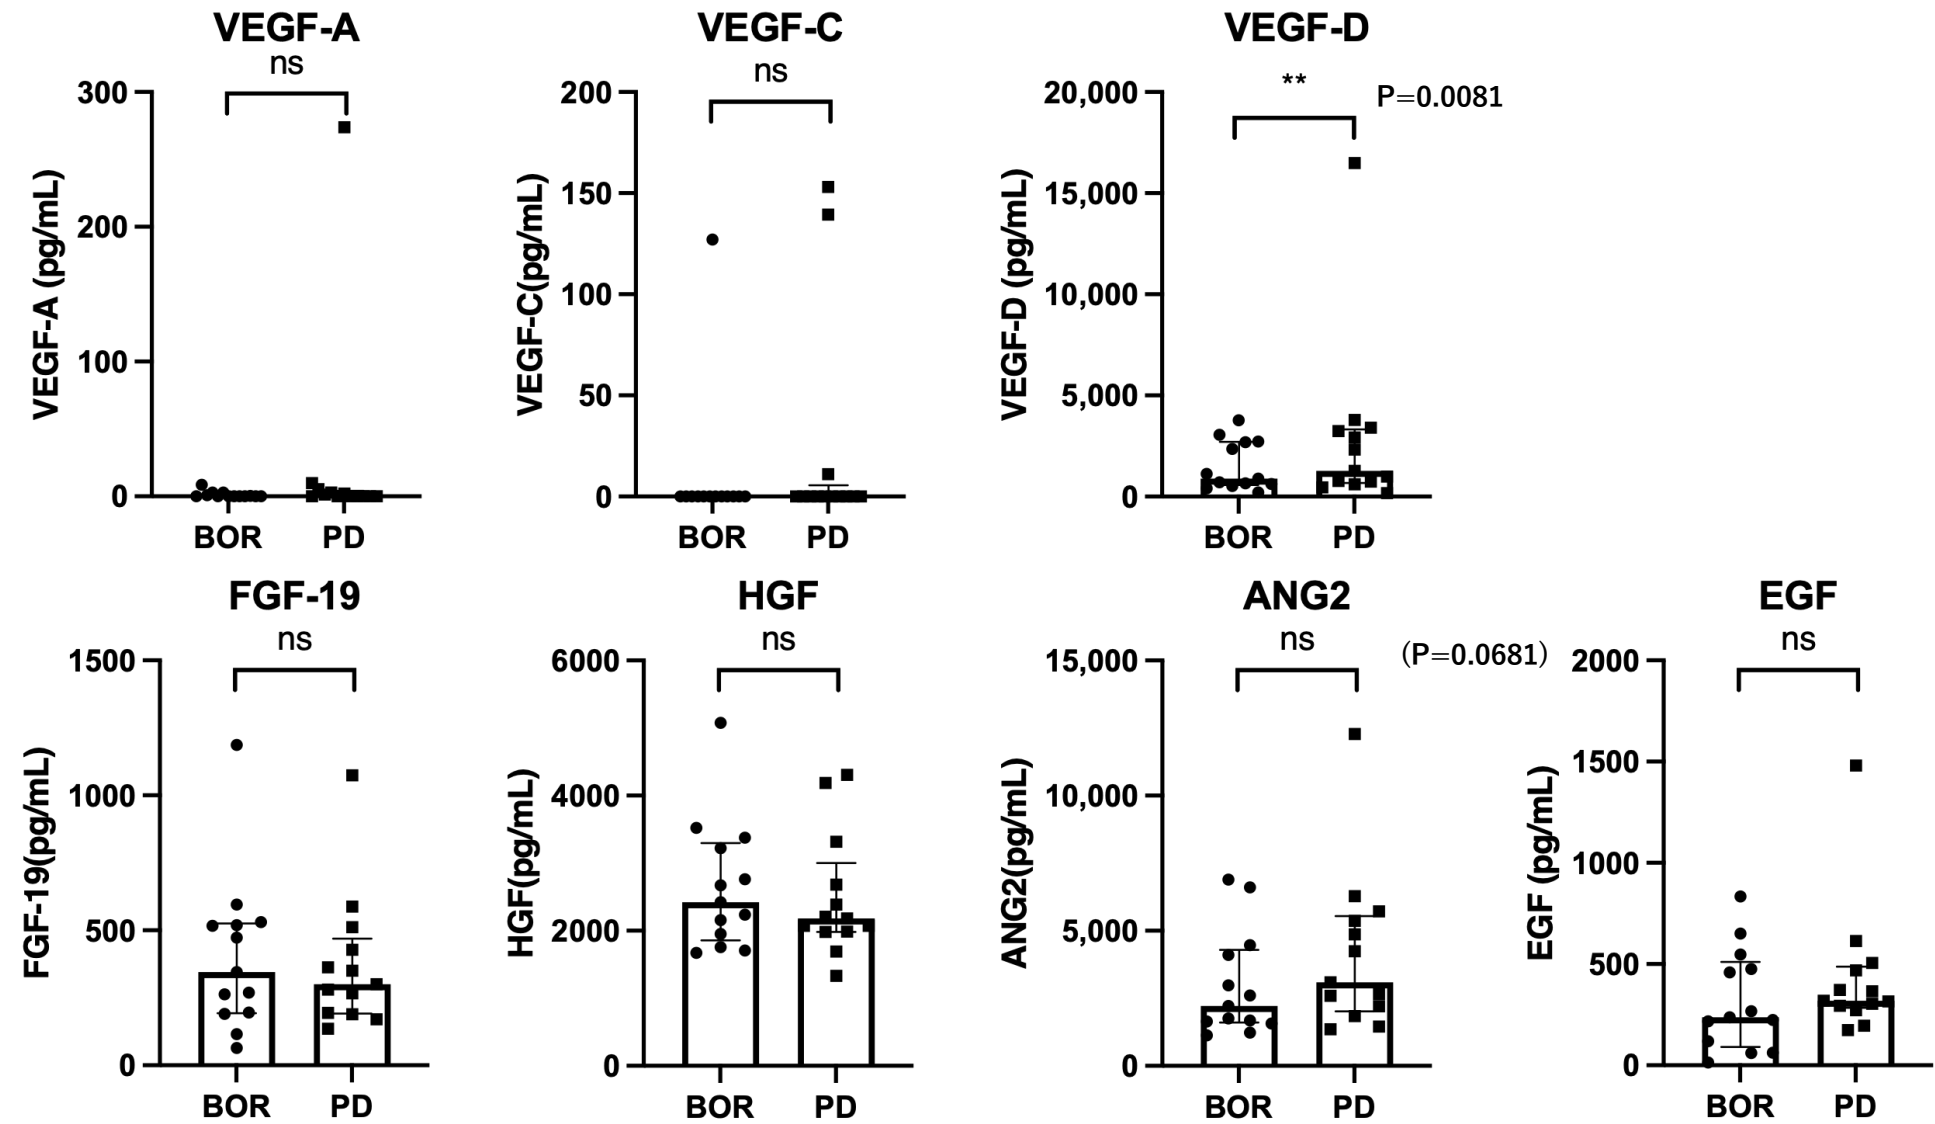 VEGF-A
ns
VEGF-A (pg/mL)
300
200
100
0
BOR
PD
VEGF-C
ns
VEGF-C(pg/mL)
200
150
100
50
0
BOR
PD
VEGF-D
**
P=0.0081
VEGF-D (pg/mL)
20,000
15,000
10,000
5,000
0
BOR
PD
FGF-19
ns
FGF-19(pg/mL)
1500
1000
500
0
BOR
PD
HGF
ns
HGF(pg/mL)
6000
4000
2000
0
BOR
PD
ANG2
ns
(P=0.0681)
ANG2(pg/mL)
15,000
10,000
5,000
0
BOR
PD
EGF
ns
EGF (pg/mL)
2000
1500
1000
500
0
BOR
PD